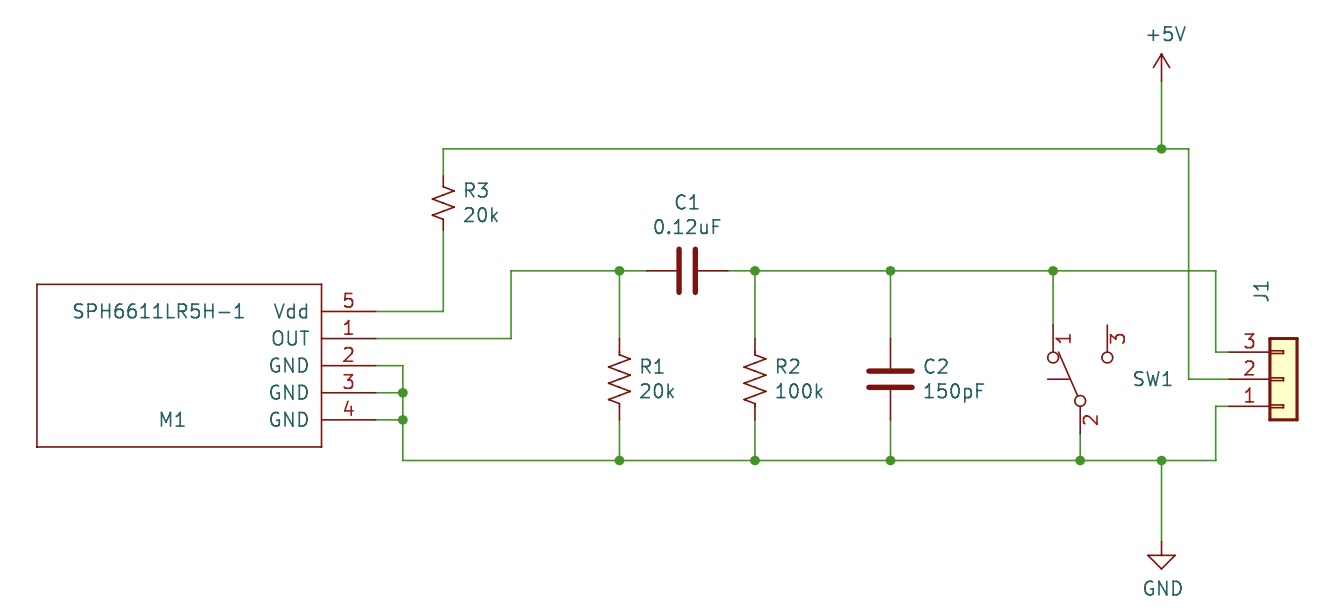 +5V
R3
20k
C1
0.12uF
J1
SPH6611LR5H-1
Vdd
5
OUT
1
GND
2
GND
3
GND
4
M1
R1
20k
R2
100k
C2
150pF
1
3
2
SW1
3
2
1
GND